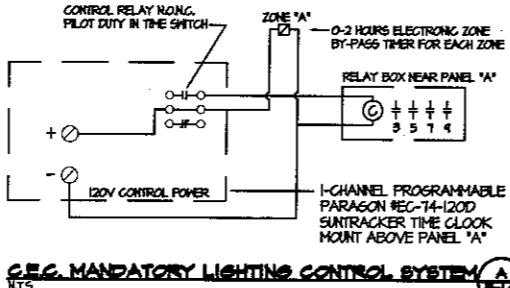 CONTROL RELAY N.O.N.C.
PILOT DUTY IN TIME SWITCH
ZONE "A"
0-2 HOURS ELECTRONIC ZONE
BY-PASS TIMER FOR EACH ZONE
RELAY BOX NEAR PANEL "A"
C
3 5 7 9
+
-
120V CONTROL POWER
1-CHANNEL PROGRAMMABLE
PARAGON #EC-74-120D
SUNTRACKER TIME CLOCK
MOUNT ABOVE PANEL "A"
C.E.C. MANDATORY LIGHTING CONTROL SYSTEM
A
NTS